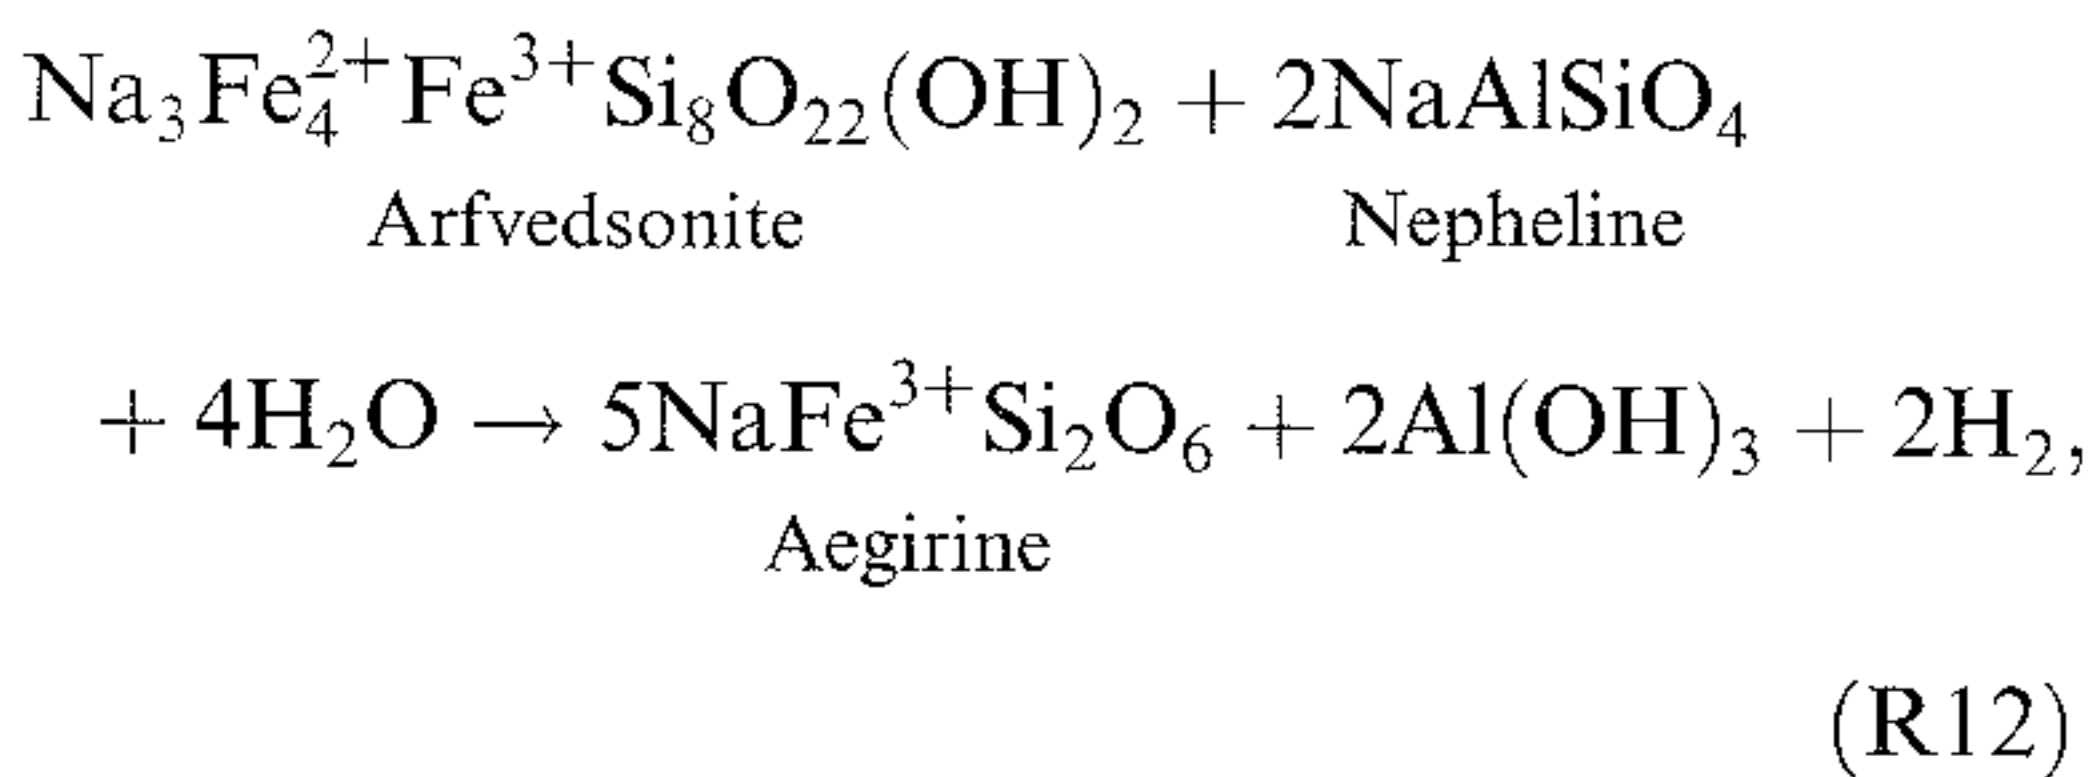 Na₃Fe₄²⁺Fe³⁺Si₈O₂₂(OH)₂ + 2NaAlSiO₄
Arfvedsonite Nepheline
+ 4H₂O → 5NaFe³⁺Si₂O₆ + 2Al(OH)₃ + 2H₂,
Aegirine
(R12)